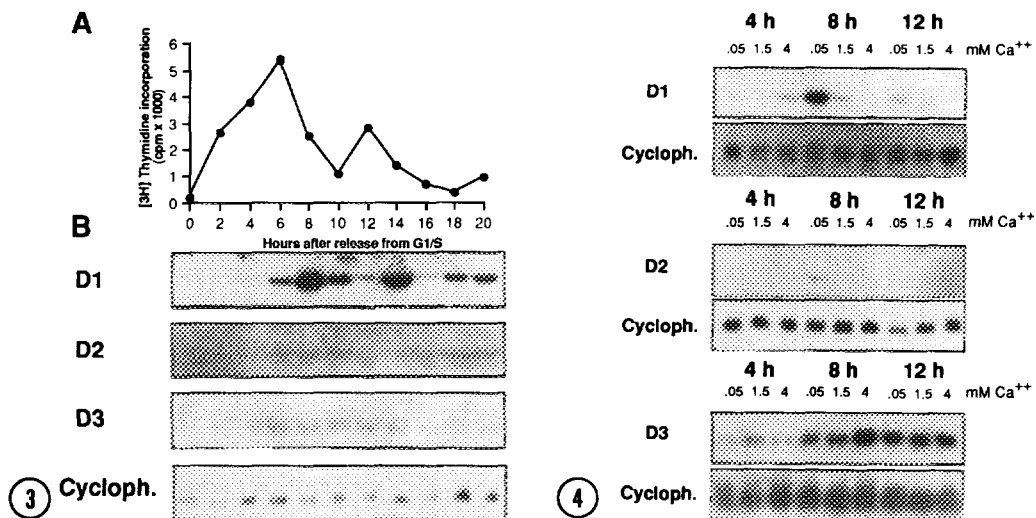 A
[3H] Thymidine incorporation
(cpm x 1000)
6
5
4
3
2
1
0
0 2 4 6 8 10 12 14 16 18 20
Hours after release from G1/S
B
D1
D2
D3
Cycloph.
3
4 h 8 h 12 h
.05 1.5 4 .05 1.5 4 .05 1.5 4 mM Ca++
D1
Cycloph.
4 h 8 h 12 h
.05 1.5 4 .05 1.5 4 .05 1.5 4 mM Ca++
D2
Cycloph.
4 h 8 h 12 h
.05 1.5 4 .05 1.5 4 .05 1.5 4 mM Ca++
D3
Cycloph.
4